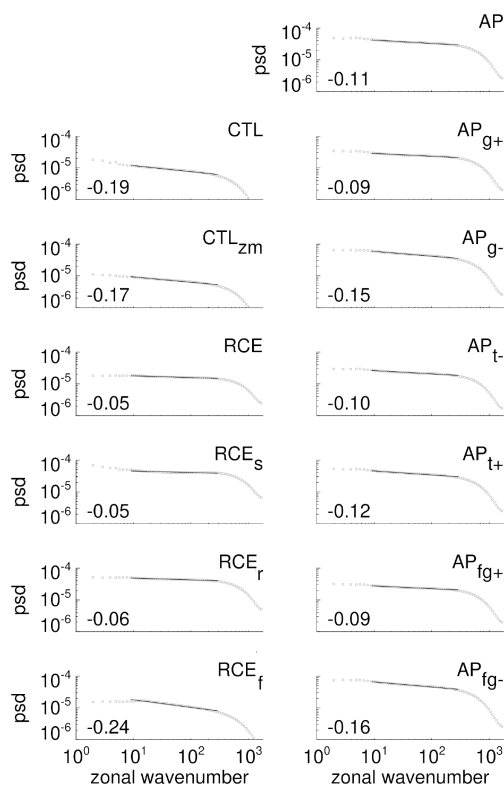 AP
psd
10^-4
10^-5
10^-6
-0.11
CTL
psd
10^-4
10^-5
10^-6
-0.19
AP_g+
10^-4
10^-5
10^-6
-0.09
CTL_zm
psd
10^-4
10^-5
10^-6
-0.17
AP_g-
10^-4
10^-5
10^-6
-0.15
RCE
psd
10^-4
10^-5
10^-6
-0.05
AP_t-
10^-4
10^-5
10^-6
-0.10
RCE_s
psd
10^-4
10^-5
10^-6
-0.05
AP_t+
10^-4
10^-5
10^-6
-0.12
RCE_r
psd
10^-4
10^-5
10^-6
-0.06
AP_fg+
10^-4
10^-5
10^-6
-0.09
RCE_f
psd
10^-4
10^-5
10^-6
-0.24
AP_fg-
10^-4
10^-5
10^-6
-0.16
10^0 10^1 10^2 10^3
zonal wavenumber
10^0 10^1 10^2 10^3
zonal wavenumber